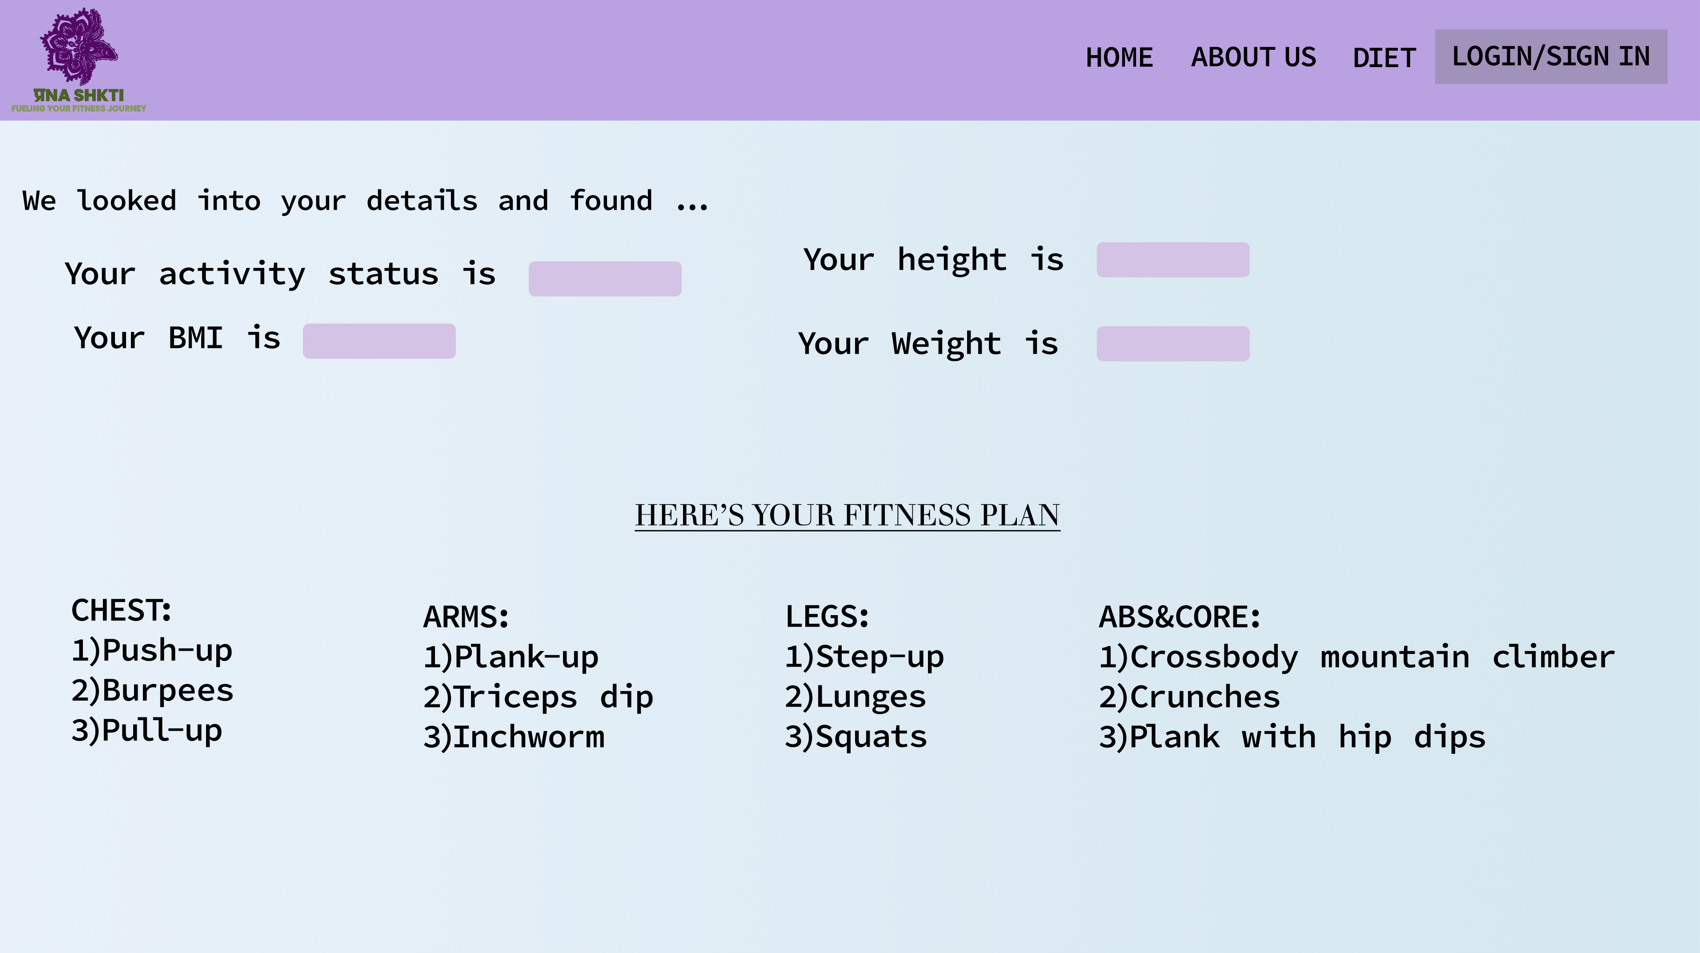 प्रNA SHKTI
FUELING YOUR FITNESS JOURNEY
HOME
ABOUT US
DIET
LOGIN/SIGN IN
We looked into your details and found ...
Your activity status is
Your height is
Your BMI is
Your Weight is
HERE’S YOUR FITNESS PLAN
CHEST:
1)Push-up
2)Burpees
3)Pull-up
ARMS:
1)Plank-up
2)Triceps dip
3)Inchworm
LEGS:
1)Step-up
2)Lunges
3)Squats
ABS&CORE:
1)Crossbody mountain climber
2)Crunches
3)Plank with hip dips